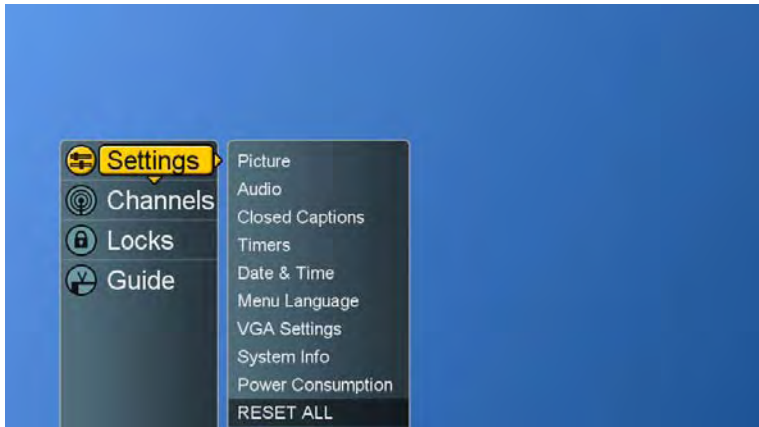 Settings
Channels
Locks
Guide
Picture
Audio
Closed Captions
Timers
Date & Time
Menu Language
VGA Settings
System Info
Power Consumption
RESET ALL